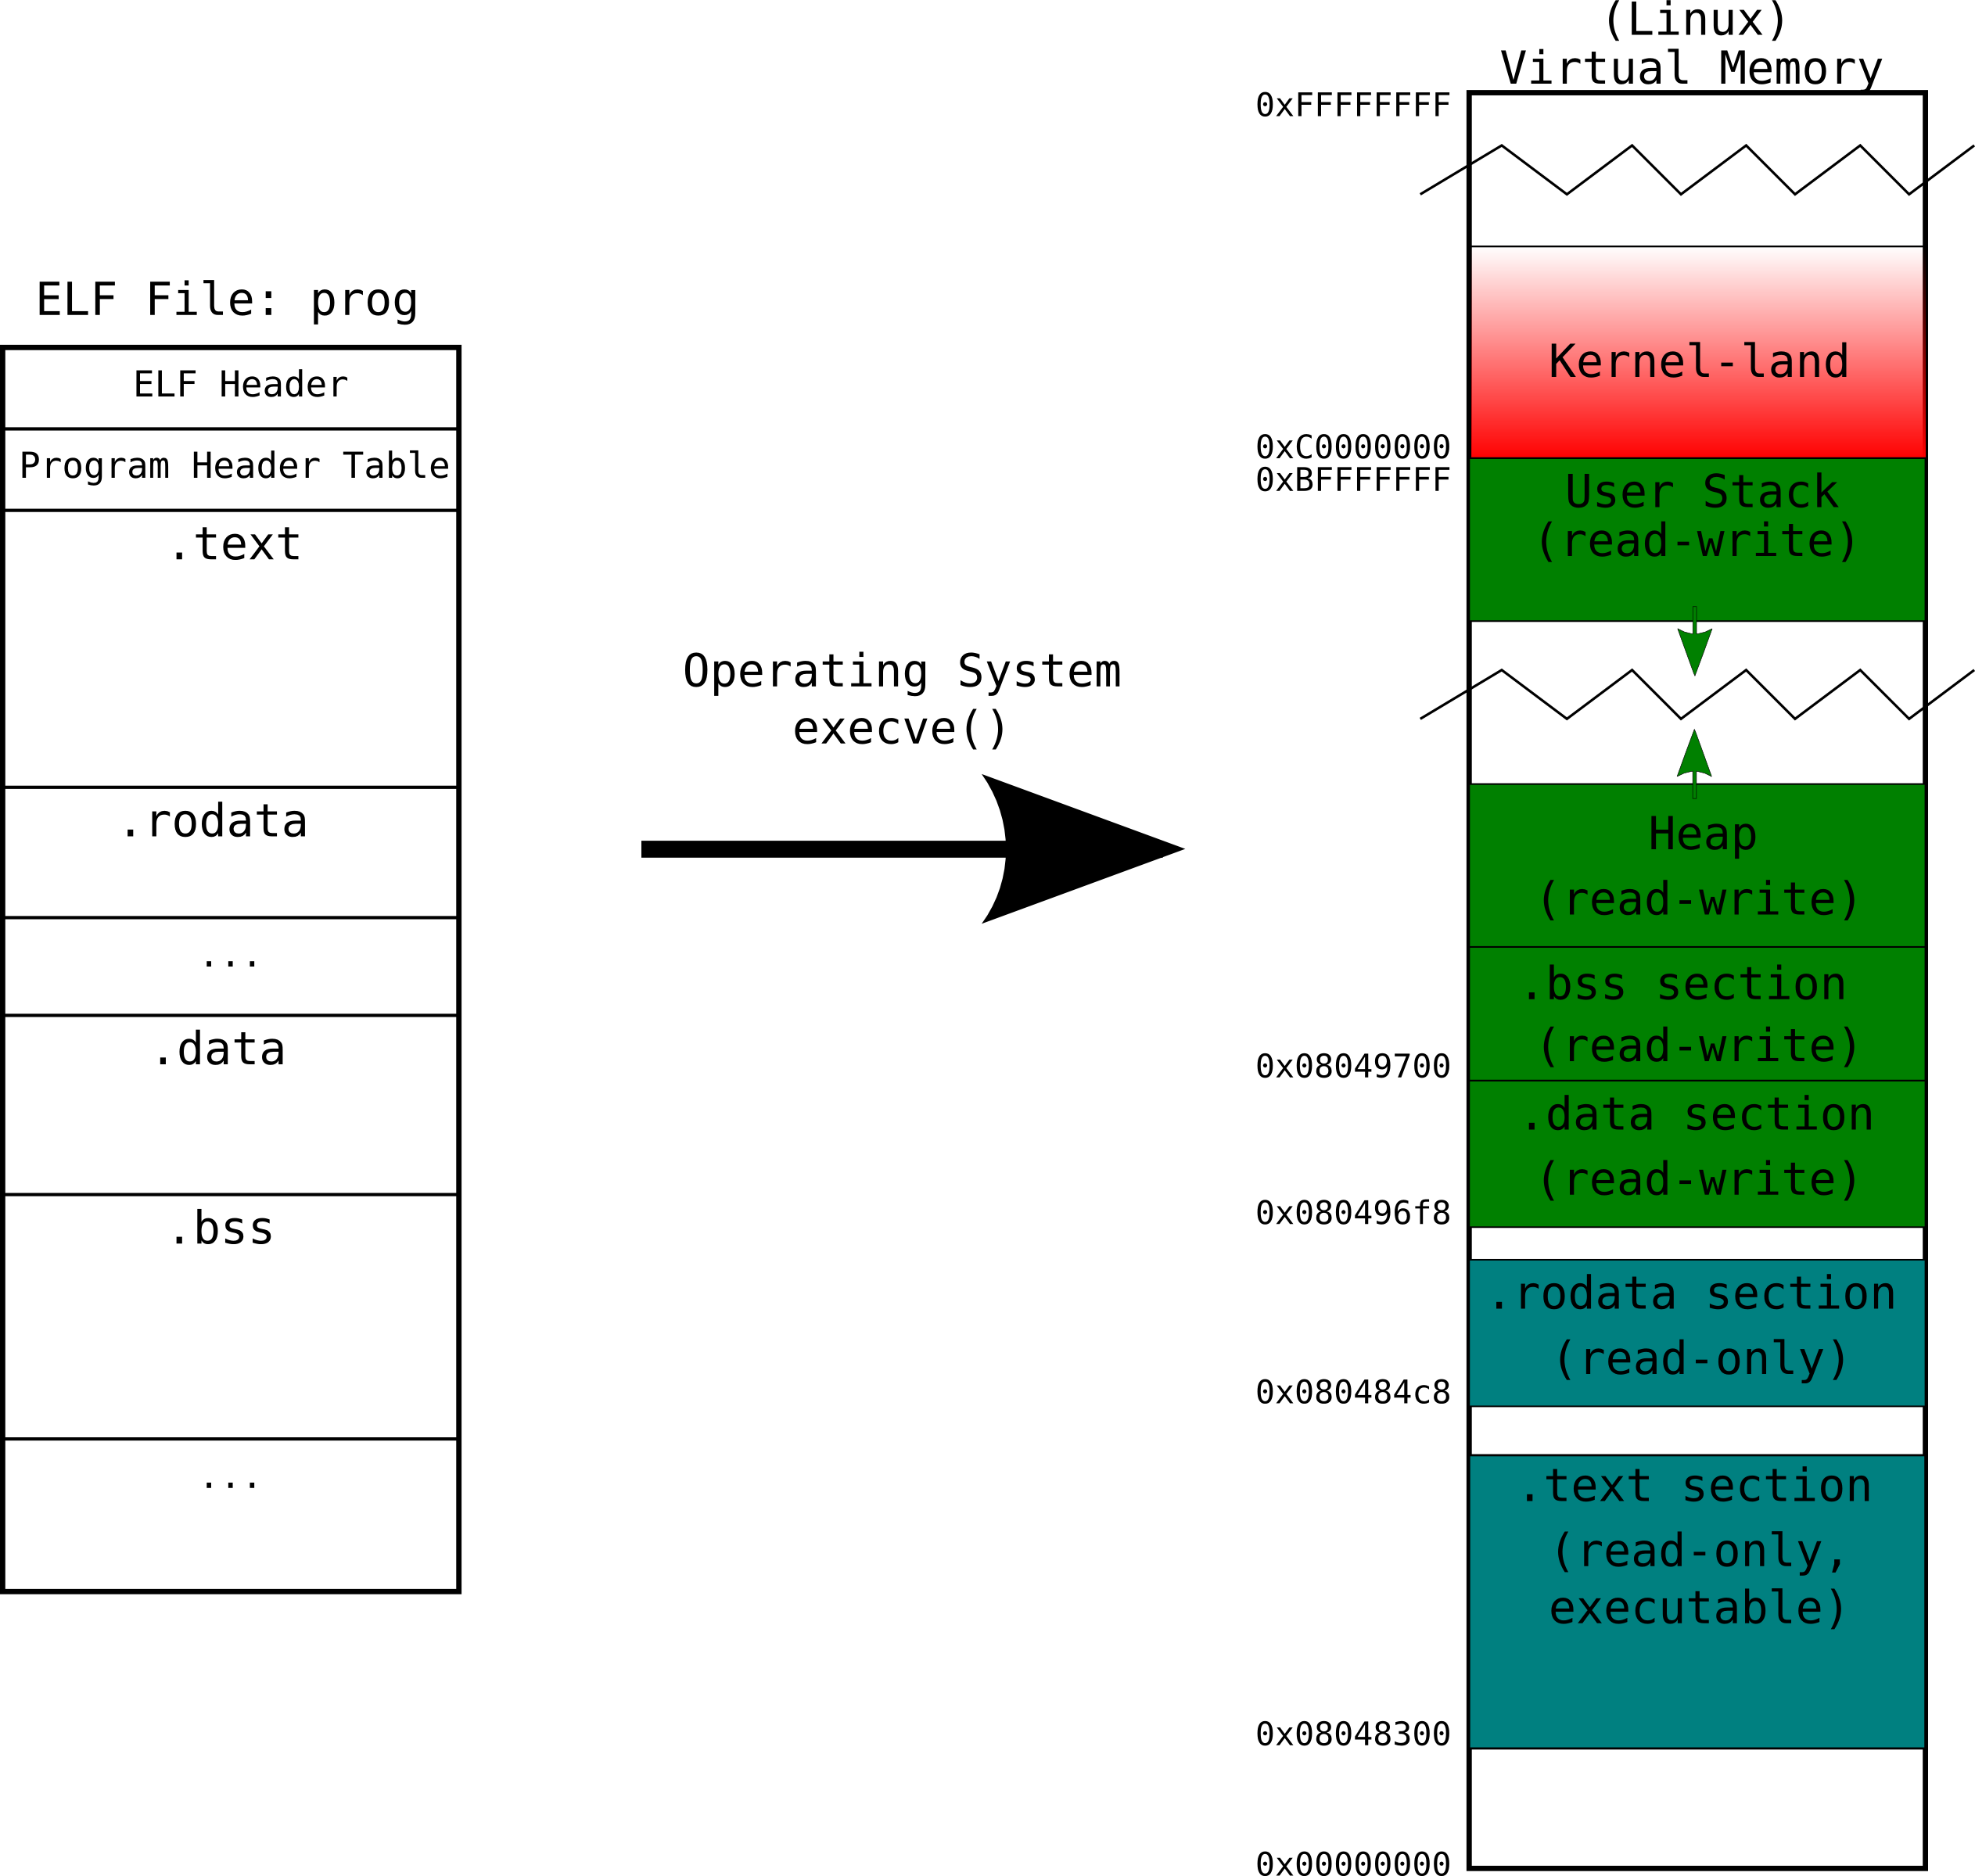 ELF File: prog
ELF Header
Program Header Table
.text
.rodata
...
.data
.bss
...
Operating System
execve()
(Linux)
Virtual Memory
0xFFFFFFFF
Kernel-land
0xC0000000
0xBFFFFFFF
User Stack
(read-write)
Heap
(read-write)
.bss section
(read-write)
0x08049700
.data section
(read-write)
0x080496f8
.rodata section
(read-only)
0x080484c8
.text section
(read-only,
executable)
0x08048300
0x00000000